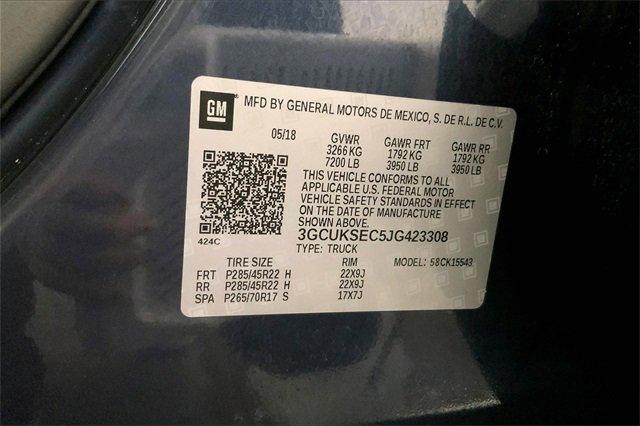 GM
MFD BY GENERAL MOTORS DE MEXICO, S. DE R.L. DE C.V.
05/18 GVWR GAWR FRT GAWR RR
3266 KG 1792 KG 1792 KG
7200 LB 3950 LB 3950 LB
THIS VEHICLE CONFORMS TO ALL
APPLICABLE U.S. FEDERAL MOTOR
VEHICLE SAFETY STANDARDS IN EFFECT
ON THE DATE OF MANUFACTURE
SHOWN ABOVE.
3GCUKSEC5JG423308
424C TYPE: TRUCK
TIRE SIZE RIM MODEL: 58CK15543
FRT P285/45R22 H 22X9J
RR P285/45R22 H 22X9J
SPA P265/70R17 S 17X7J